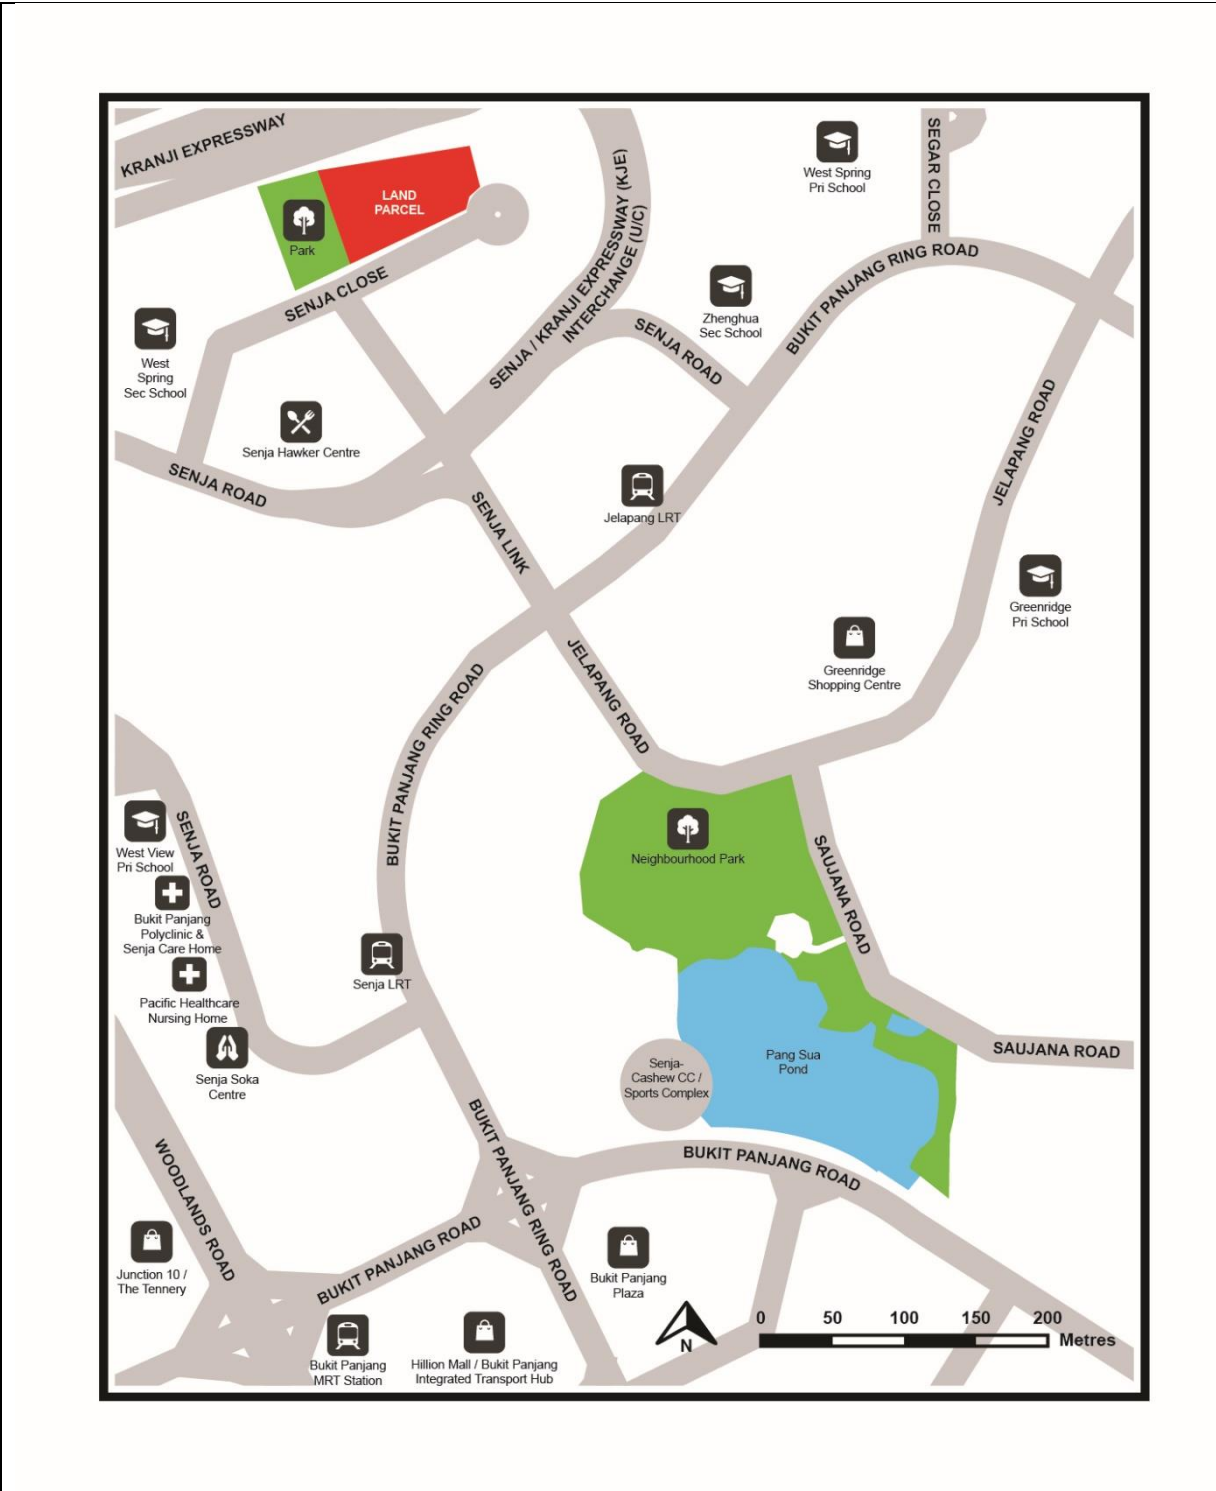 KRANJI EXPRESSWAY
LAND
PARCEL
Park
SENJA CLOSE
SENJA / KRANJI EXPRESSWAY (KJE)
INTERCHANGE (U/C)
West Spring
Pri School
SEGAR CLOSE
BUKIT PANJANG RING ROAD
Zhenghua
Sec School
SENJA ROAD
West
Spring
Sec School
Senja Hawker Centre
SENJA ROAD
SENJA LINK
Jelapang LRT
JELAPANG ROAD
Greenridge
Pri School
Greenridge
Shopping Centre
JELAPANG ROAD
BUKIT PANJANG RING ROAD
Neighbourhood Park
SAUJANA ROAD
West View
Pri School
SENJA ROAD
Bukit Panjang
Polyclinic &
Senja Care Home
Pacific Healthcare
Nursing Home
Senja LRT
Senja Soka
Centre
Senja-
Cashew CC /
Sports Complex
Pang Sua
Pond
SAUJANA ROAD
WOODLANDS ROAD
BUKIT PANJANG RING ROAD
BUKIT PANJANG ROAD
BUKIT PANJANG ROAD
Junction 10 /
The Tennery
Bukit Panjang
Plaza
Bukit Panjang
MRT Station
Hillion Mall / Bukit Panjang
Integrated Transport Hub
N
0 50 100 150 200
Metres